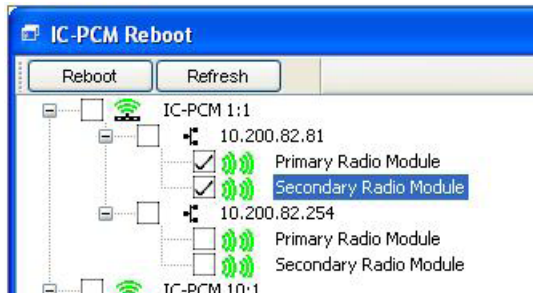 IC-PCM Reboot
Reboot Refresh
IC-PCM 1:1
10.200.82.81
Primary Radio Module
Secondary Radio Module
10.200.82.254
Primary Radio Module
Secondary Radio Module
IC-PCM 10:1